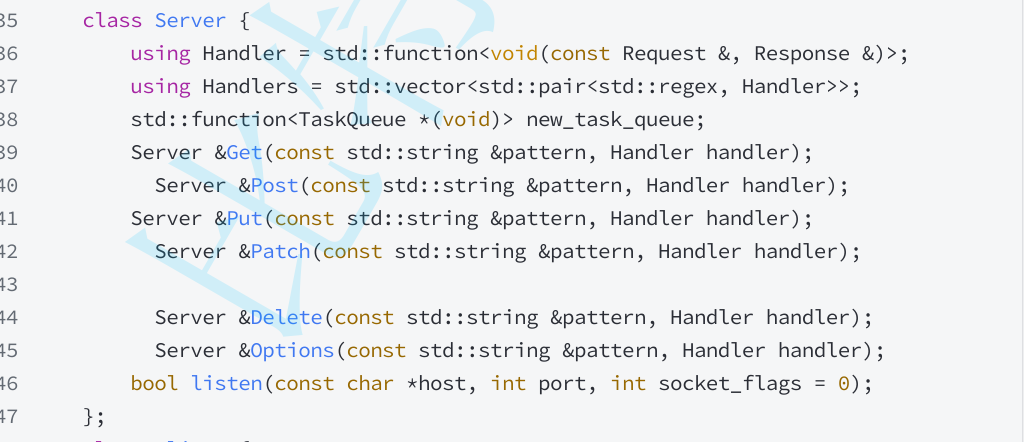 35 class Server {
36 using Handler = std::function<void(const Request &, Response &)>;
37 using Handlers = std::vector<std::pair<std::regex, Handler>>;
38 std::function<TaskQueue *(void)> new_task_queue;
39 Server &Get(const std::string &pattern, Handler handler);
40 Server &Post(const std::string &pattern, Handler handler);
41 Server &Put(const std::string &pattern, Handler handler);
42 Server &Patch(const std::string &pattern, Handler handler);
43
44 Server &Delete(const std::string &pattern, Handler handler);
45 Server &Options(const std::string &pattern, Handler handler);
46 bool listen(const char *host, int port, int socket_flags = 0);
47 };